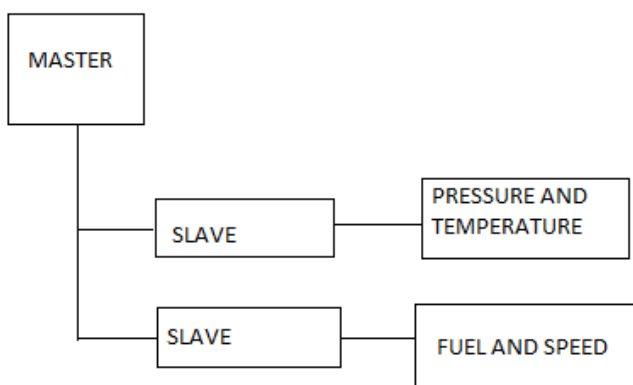 MASTER
PRESSURE AND
TEMPERATURE
SLAVE
SLAVE
FUEL AND SPEED